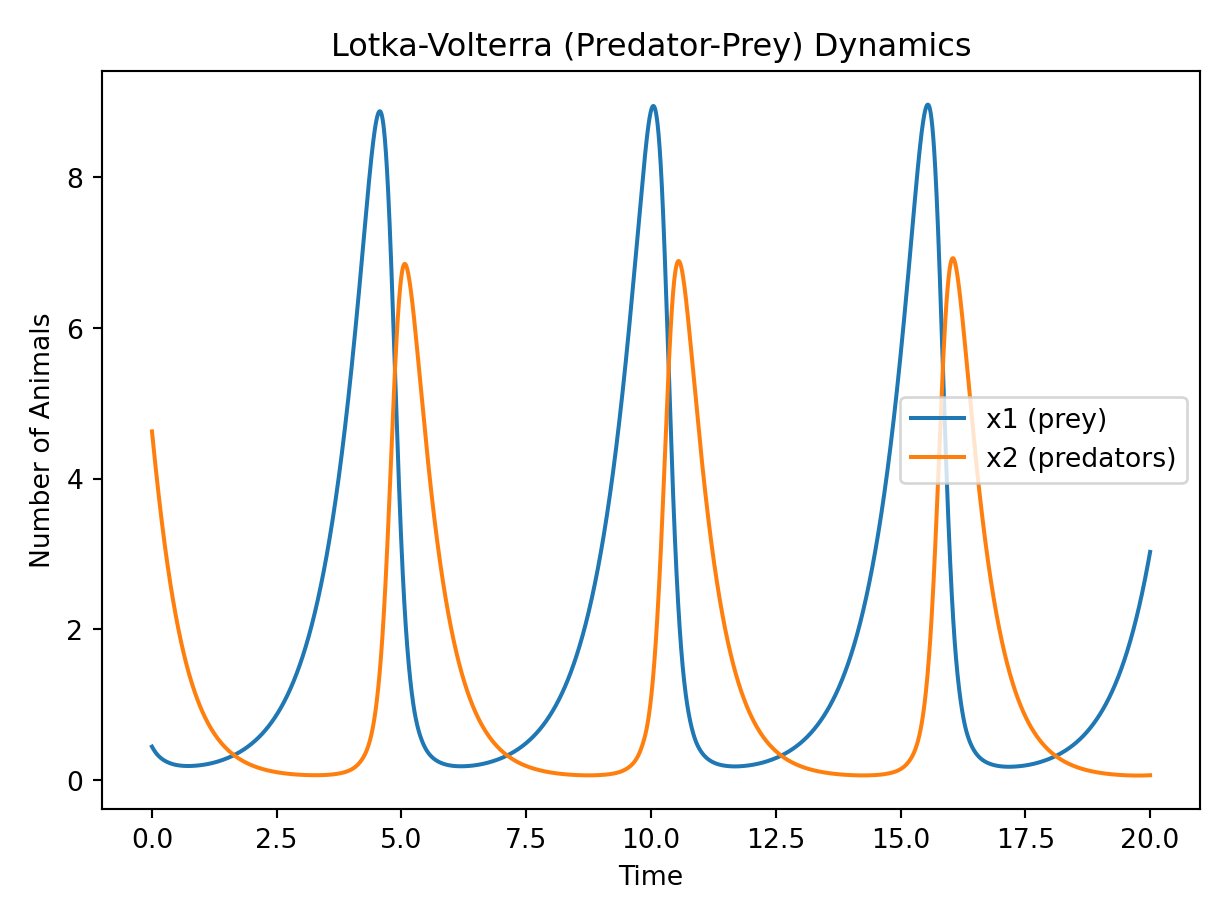 Lotka-Volterra (Predator-Prey) Dynamics
Number of Animals
8
6
4
2
0
x1 (prey)
x2 (predators)
0.0 2.5 5.0 7.5 10.0 12.5 15.0 17.5 20.0
Time